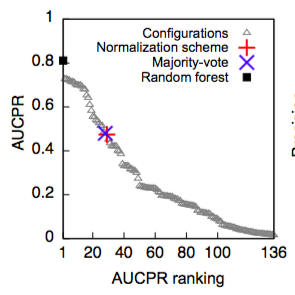 1
0.8
0.6
0.4
0.2
0
AUCPR
Configurations
Normalization scheme
Majority-vote
Random forest
1 20 40 60 80 100 136
AUCPR ranking